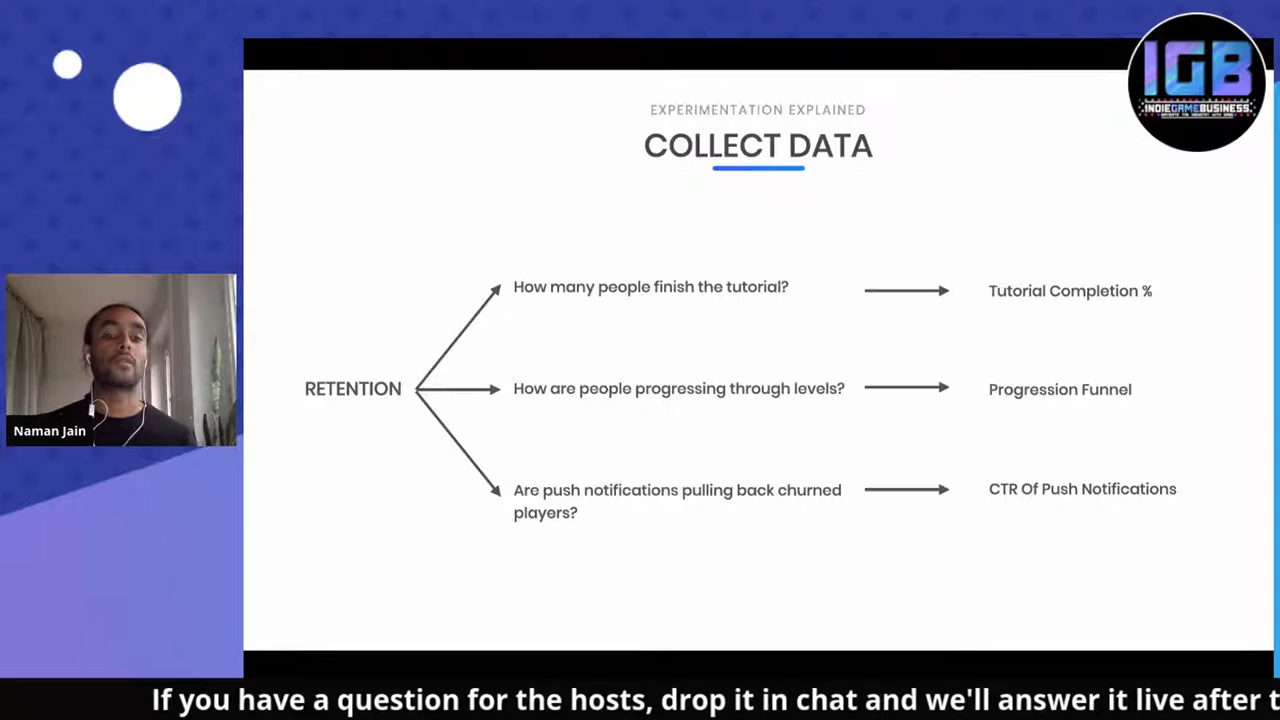 IGB
INDIEGAMEBUSINESS
EXPERIMENTATION EXPLAINED
COLLECT DATA
How many people finish the tutorial?
Tutorial Completion %
RETENTION
How are people progressing through levels?
Progression Funnel
Are push notifications pulling back churned
players?
CTR Of Push Notifications
Naman Jain
If you have a question for the hosts, drop it in chat and we'll answer it live after t